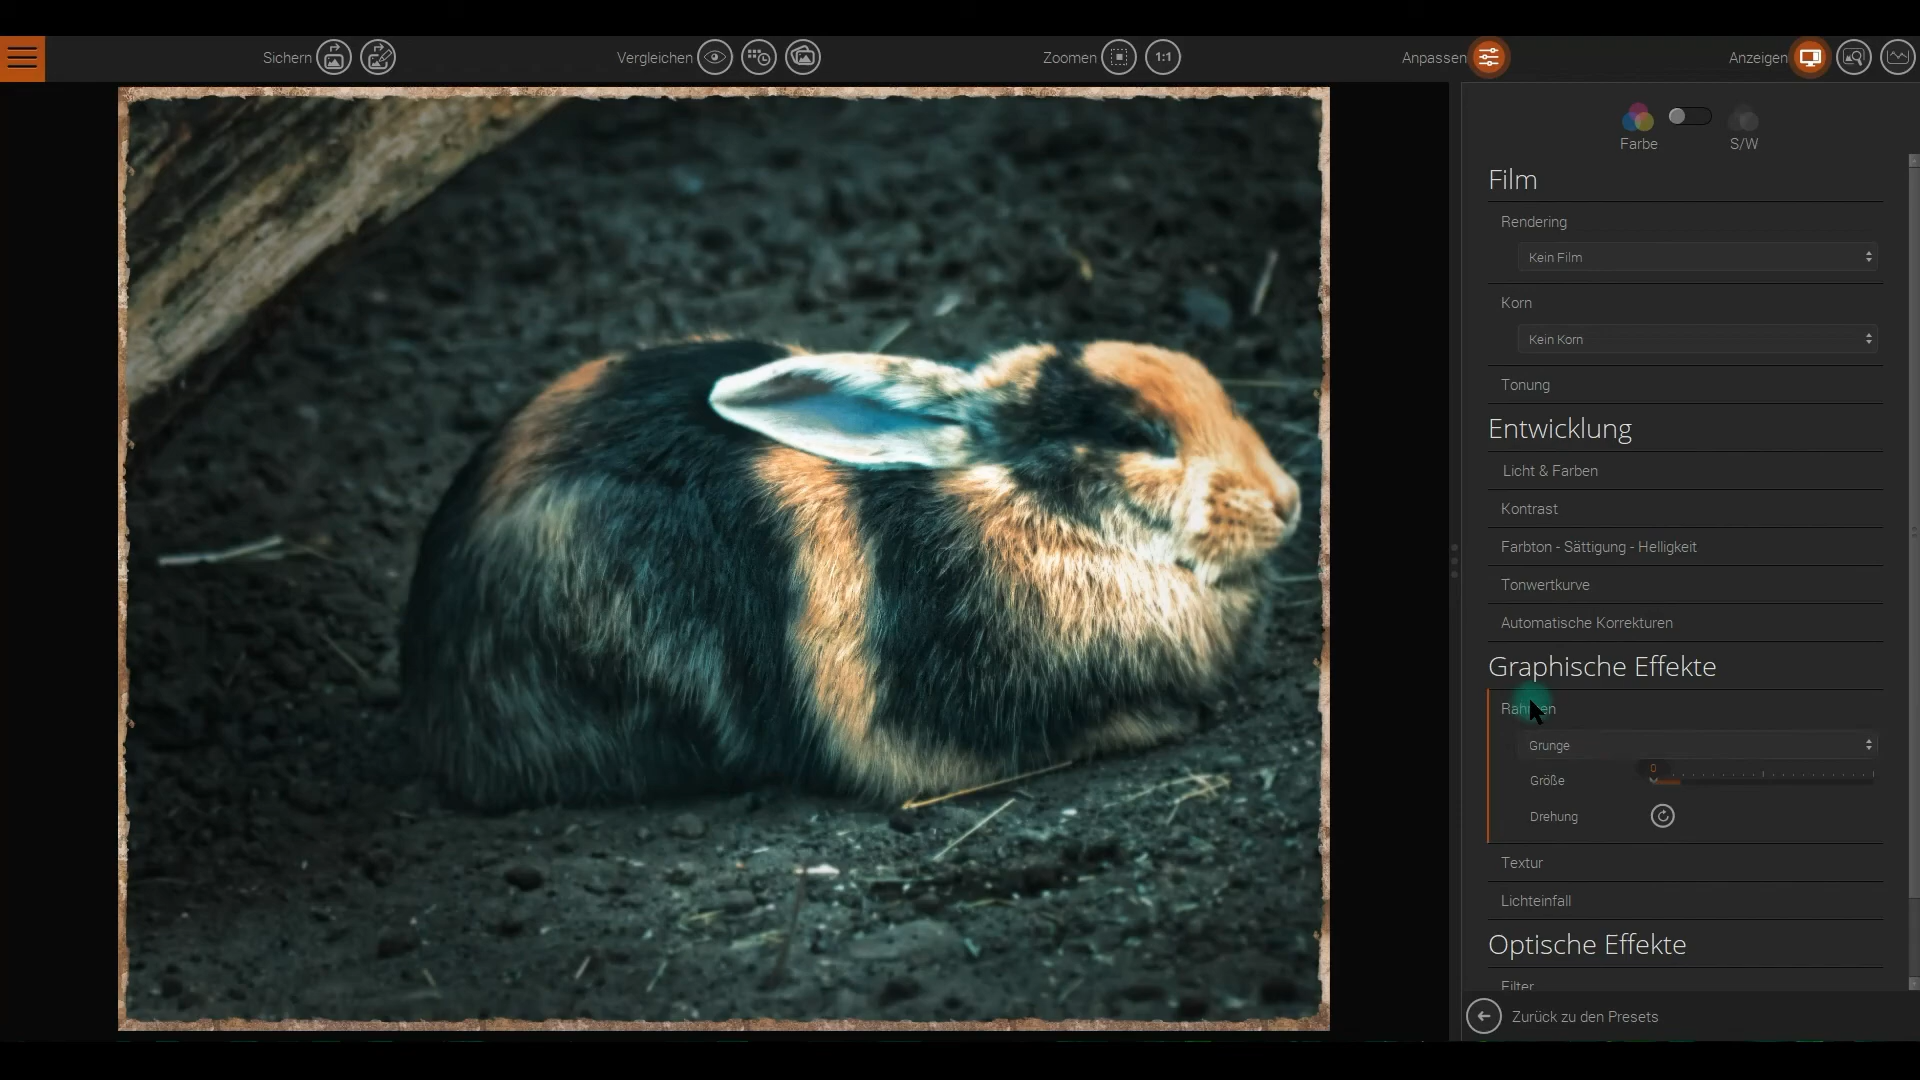 Sichern
Vergleichen
Zoomen
1:1
Anpassen
Anzeigen
Farbe
S/W
Film
Rendering
Kein Film
Korn
Kein Korn
Tonung
Entwicklung
Licht & Farben
Kontrast
Farbton - Sättigung - Helligkeit
Tonwertkurve
Automatische Korrekturen
Graphische Effekte
Rahmen
Grunge
0
Größe
Drehung
Textur
Lichteinfall
Optische Effekte
Filter
Zurück zu den Presets